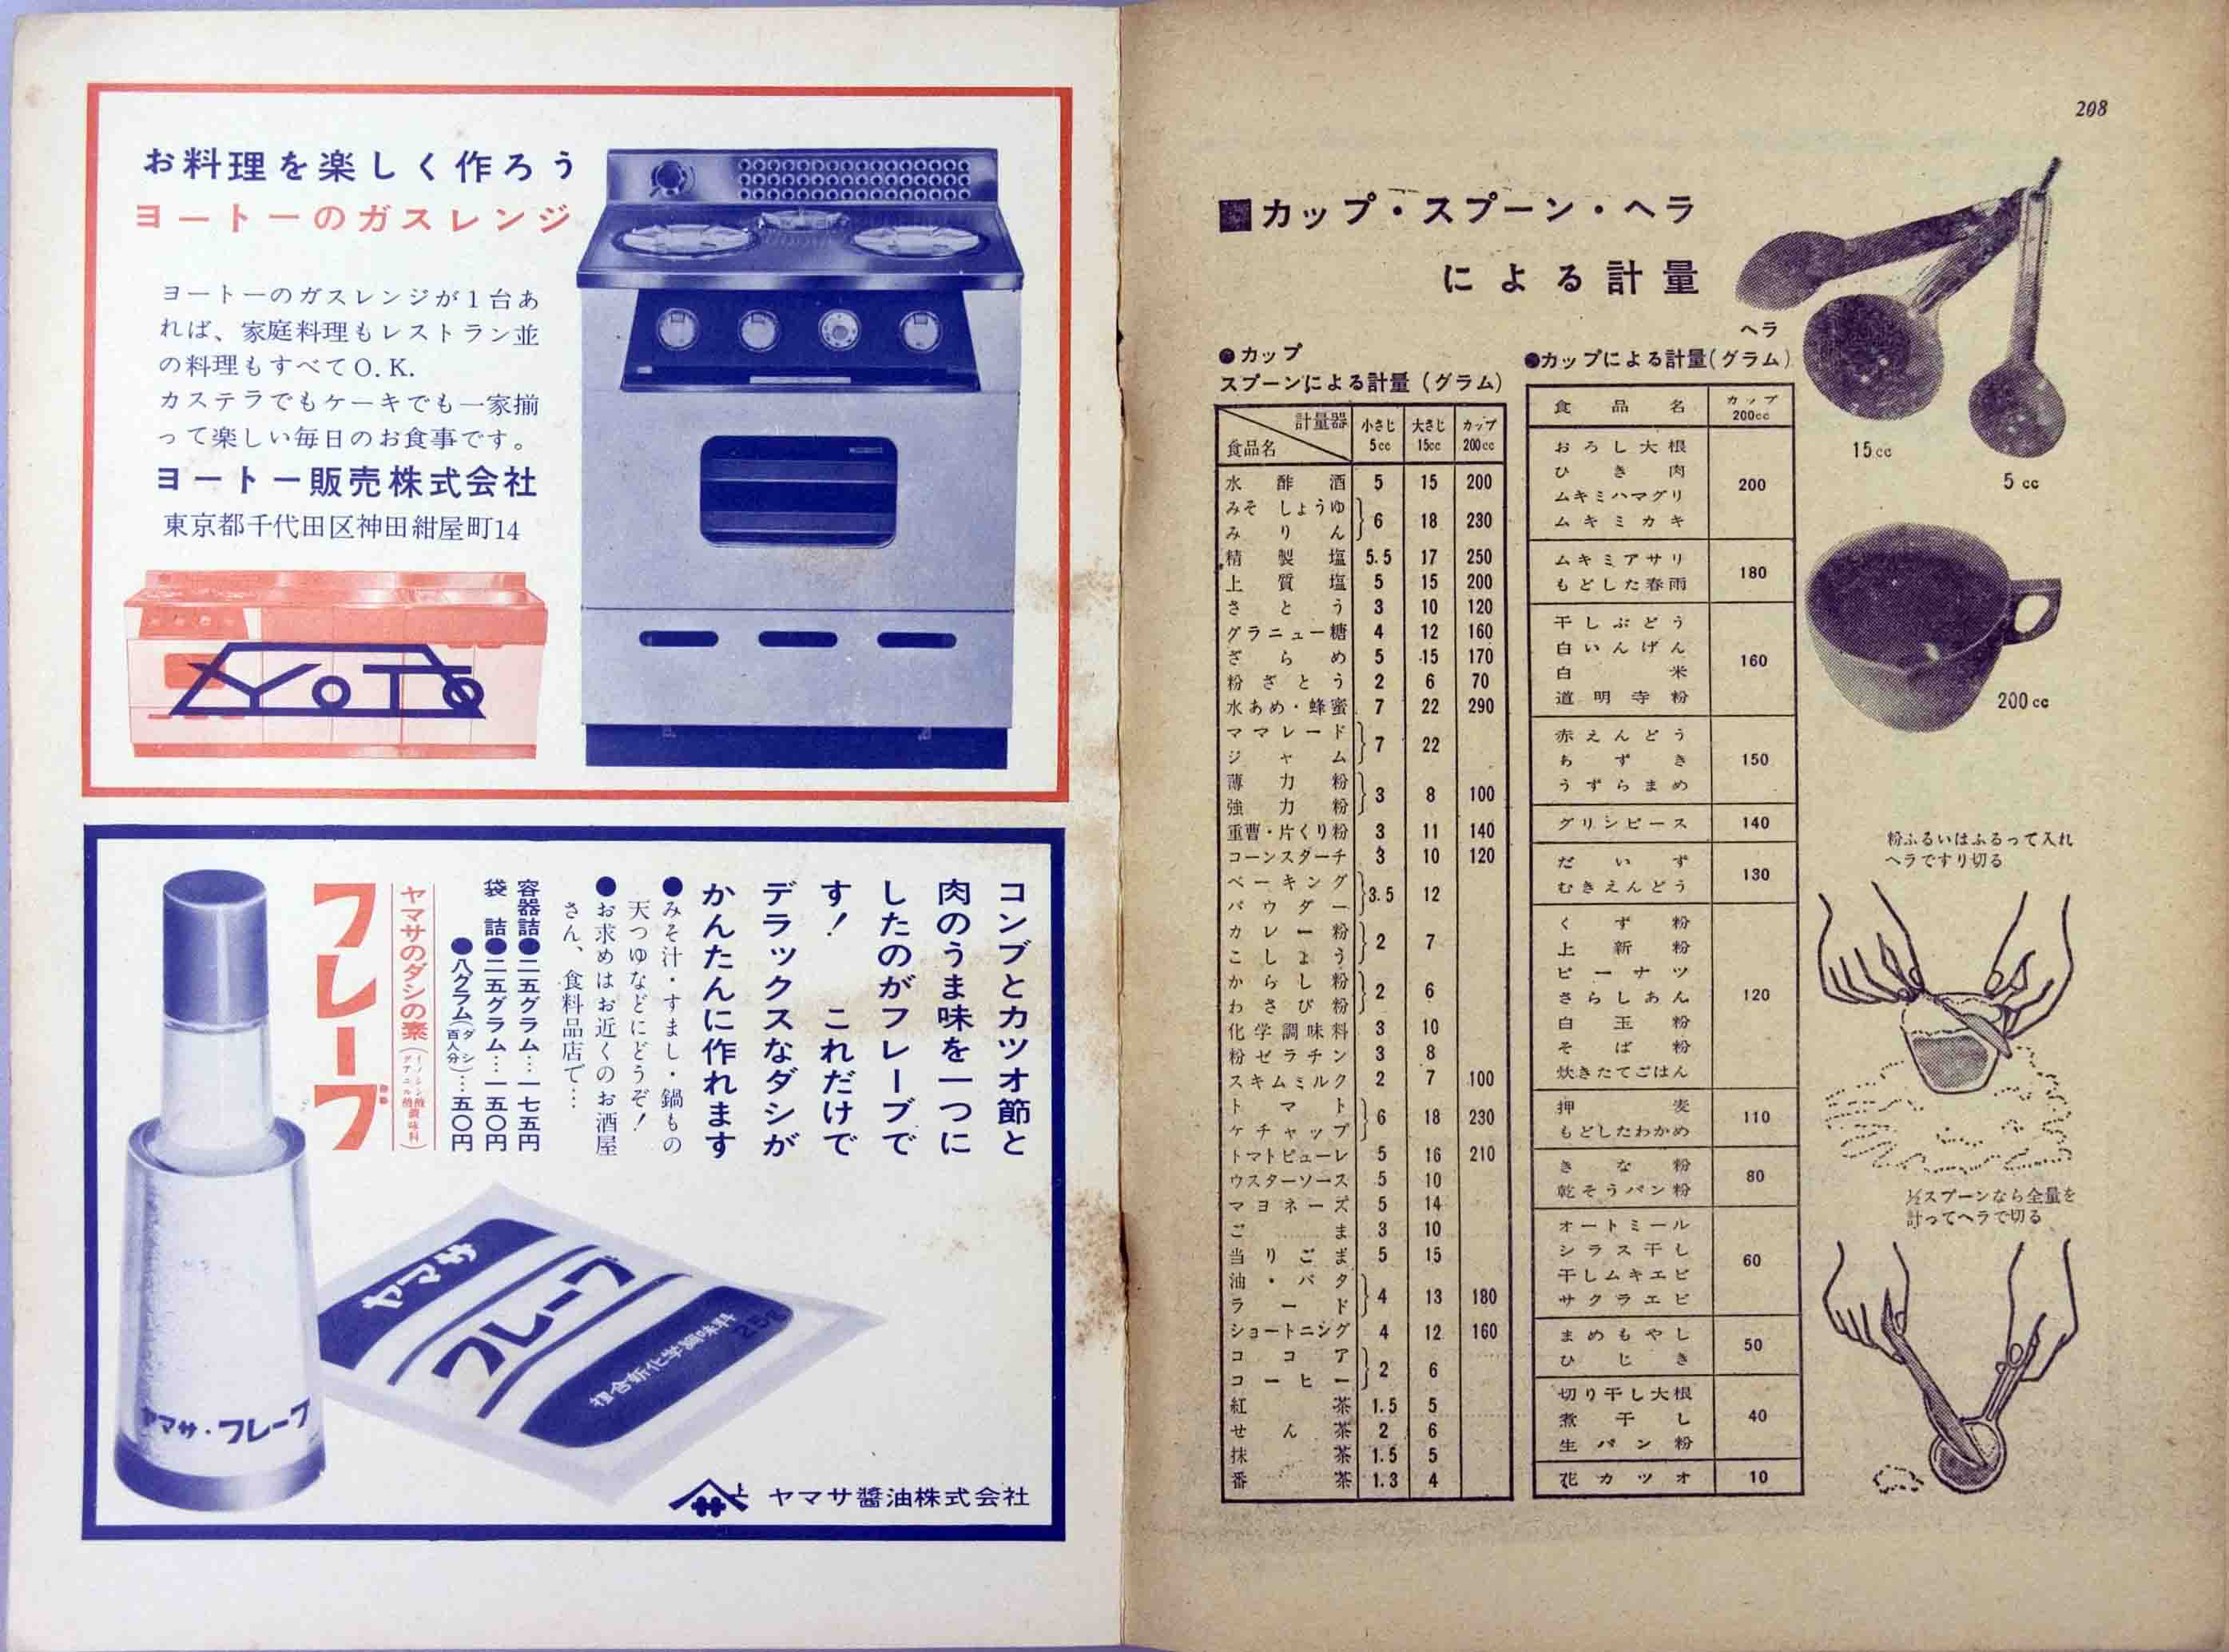 お料理を楽しく作ろう
ヨートーのガスレンジ
ヨートーのガスレンジが1台あ
れば、家庭料理もレストラン並
の料理もすべてO.K.
カステラでもケーキでも一家揃
って楽しい毎日のお食事です。
ヨートー販売株式会社
東京都千代田区神田紺屋町14
YOTO
コンブとカツオ節と
肉のうま味を一つに
したのがフレーブで
す! これだけで
デラックスなダシが
かんたんに作れます
●みそ汁・すまし・鍋もの
天つゆなどにどうぞ!
●お求めはお近くのお酒屋
さん、食料品店で…
容器詰●二五グラム…一七五円
袋 詰●二五グラム…一五〇円
●八グラム(ダシ百人分)…五〇円
ヤマサのダシの素
フレーブ
ヤマサ
フレーブ
複合新化学調味料
25g
ヤマサ・フレーブ
ヤマサ醬油株式会社
208
■カップ・スプーン・ヘラ
による計量
●カップ
スプーンによる計量(グラム)
計量器 小さじ 5cc 大さじ 15cc カップ 200cc
食品名
水 酢 酒 5 15 200
みそ しょうゆ
みりん 6 18 230
精製塩 5.5 17 250
上質塩 5 15 200
さとう 3 10 120
グラニュー糖 4 12 160
ざらめ 5 15 170
粉ざとう 2 6 70
水あめ・蜂蜜 7 22 290
ママレード
ジャム 7 22
薄力粉
強力粉 3 8 100
重曹・片くり粉 3 11 140
コーンスターチ 3 10 120
ベーキング
パウダー 3.5 12
カレー粉
こしょう 2 7
からし粉
わさび粉 2 6
化学調味料 3 10
粉ゼラチン 3 8
スキムミルク 2 7 100
トマト
ケチャップ 6 18 230
トマトピューレ 5 16 210
ウスターソース 5 10
マヨネーズ 5 14
ごま 3 10
当りごま 5 15
油・バタ
ラード 4 13 180
ショートニング 4 12 160
ココア
コーヒー 2 6
紅茶 1.5 5
せん茶 2 6
抹茶 1.5 5
番茶 1.3 4
ヘラ
●カップによる計量(グラム)
食品名 カップ 200cc
おろし大根
ひき肉
ムキミハマグリ
ムキミカキ
200
ムキミアサリ
もどした春雨
180
干しぶどう
白いんげん
白米
道明寺粉
160
赤えんどう
あずき
うずらまめ
150
グリンピース 140
だいず
むきえんどう
130
くず粉
上新粉
ピーナツ
さらしあん
白玉粉
そば粉
炊きたてごはん
120
押麦
もどしたわかめ
110
きな粉
乾そうパン粉
80
オートミール
シラス干し
干しムキエビ
サクラエビ
60
まめもやし
ひじき
50
切り干し大根
煮干し
生パン粉
40
花カツオ 10
15cc
5cc
200cc
粉ふるいはふるって入れ
ヘラですり切る
½スプーンなら全量を
計ってヘラで切る